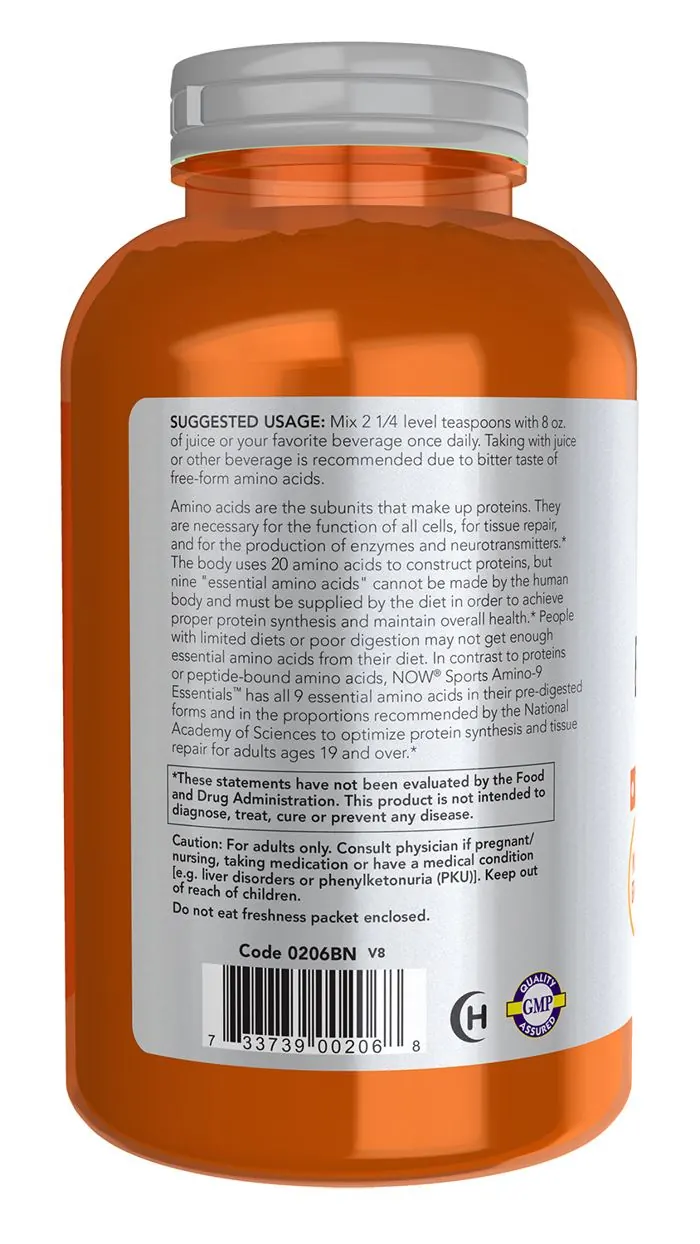 SUGGESTED USAGE: Mix 2 1/4 level teaspoons with 8 oz.
of juice or your favorite beverage once daily. Taking with juice
or other beverage is recommended due to bitter taste of
free-form amino acids.
Amino acids are the subunits that make up proteins. They
are necessary for the function of all cells, for tissue repair,
and for the production of enzymes and neurotransmitters.*
The body uses 20 amino acids to construct proteins, but
nine "essential amino acids" cannot be made by the human
body and must be supplied by the diet in order to achieve
proper protein synthesis and maintain overall health.* People
with limited diets or poor digestion may not get enough
essential amino acids from their diet. In contrast to proteins
or peptide-bound amino acids, NOW® Sports Amino-9
Essentials™ has all 9 essential amino acids in their pre-digested
forms and in the proportions recommended by the National
Academy of Sciences to optimize protein synthesis and tissue
repair for adults ages 19 and over.*
*These statements have not been evaluated by the Food
and Drug Administration. This product is not intended to
diagnose, treat, cure or prevent any disease.
Caution: For adults only. Consult physician if pregnant/
nursing, taking medication or have a medical condition
[e.g. liver disorders or phenylketonuria (PKU)]. Keep out
of reach of children.
Do not eat freshness packet enclosed.
Code 0206BN V8
7 33739 00206 8
CH
QUALITY
GMP
ASSURED